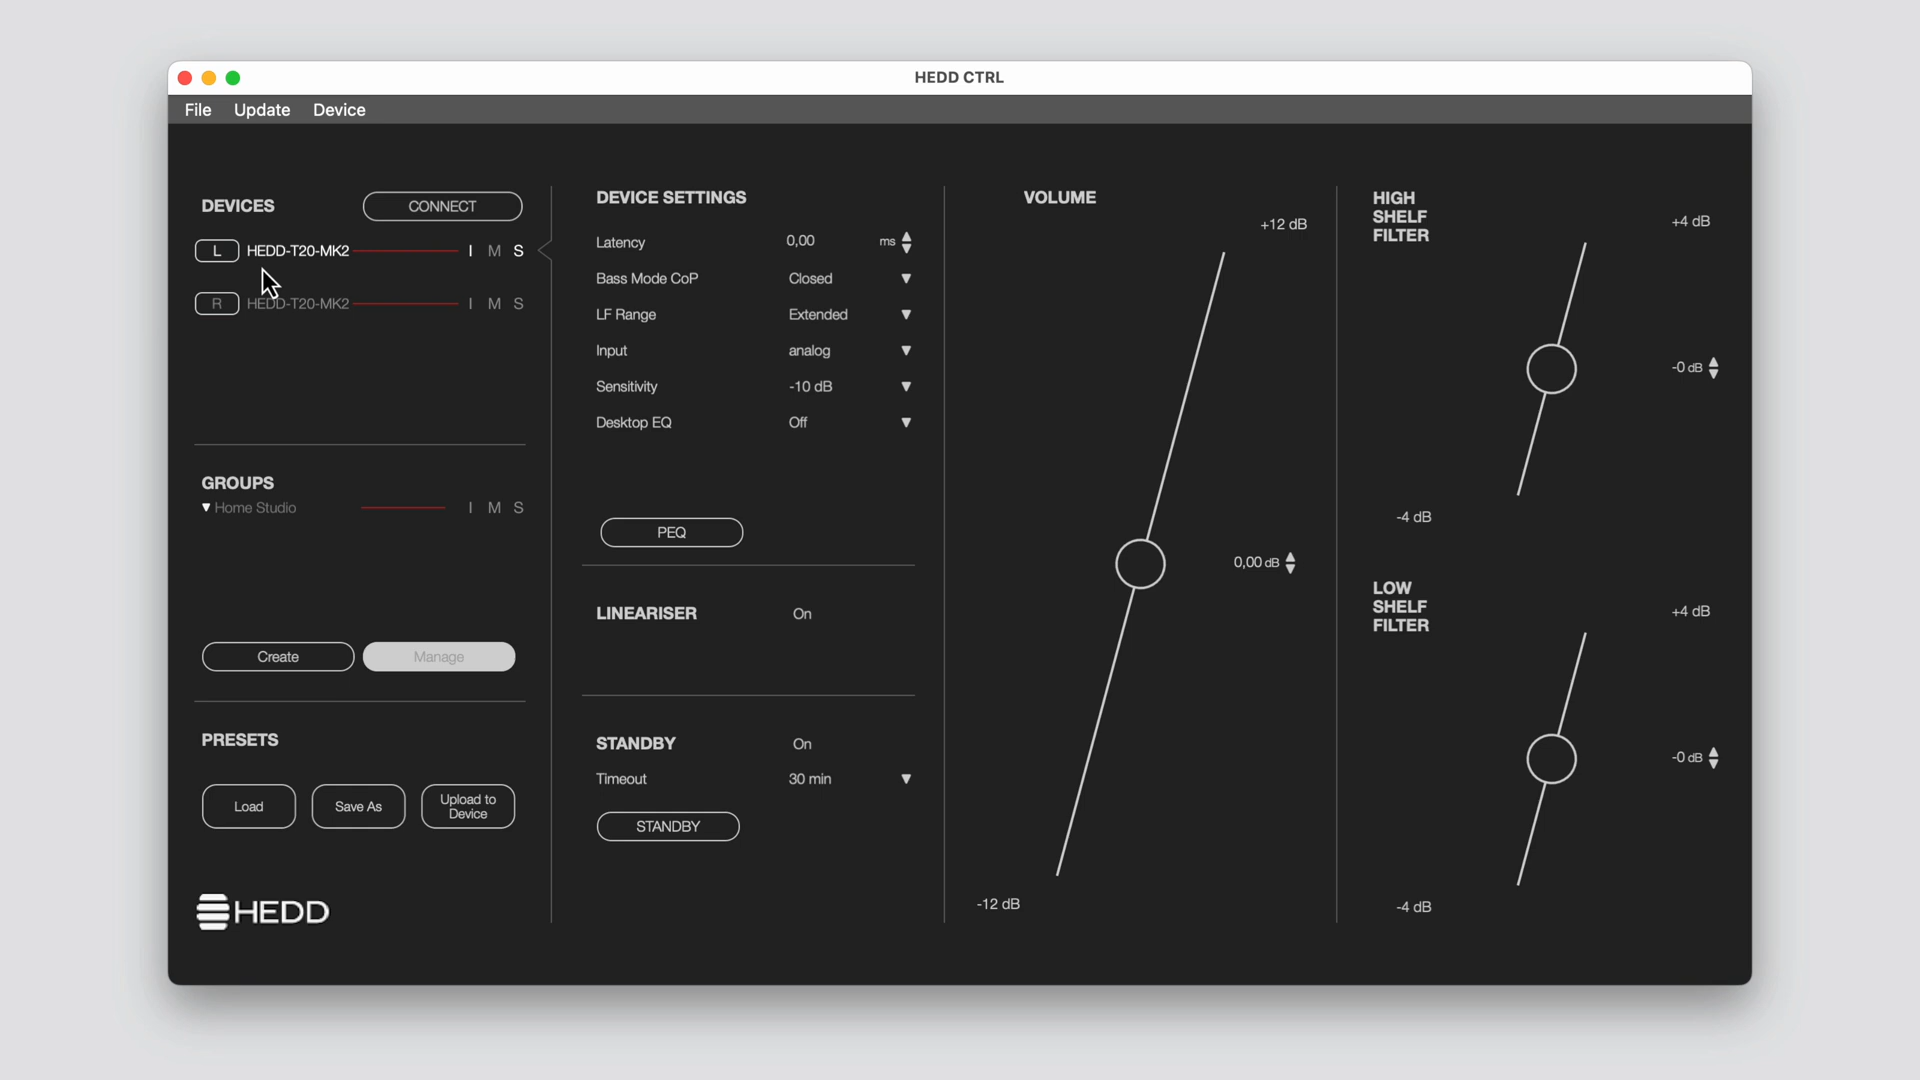 HEDD CTRL
File Update Device
DEVICES
CONNECT
L HEDD-T20-MK2 I M S
R HEDD-T20-MK2 I M S
GROUPS
Home Studio I M S
Create
Manage
PRESETS
Load
Save As
Upload to
Device
HEDD
DEVICE SETTINGS
Latency 0,00 ms
Bass Mode CoP Closed
LF Range Extended
Input analog
Sensitivity -10 dB
Desktop EQ Off
PEQ
LINEARISER On
STANDBY On
Timeout 30 min
STANDBY
VOLUME
+12 dB
0,00 dB
-12 dB
HIGH
SHELF
FILTER
+4 dB
-0 dB
-4 dB
LOW
SHELF
FILTER
+4 dB
-0 dB
-4 dB